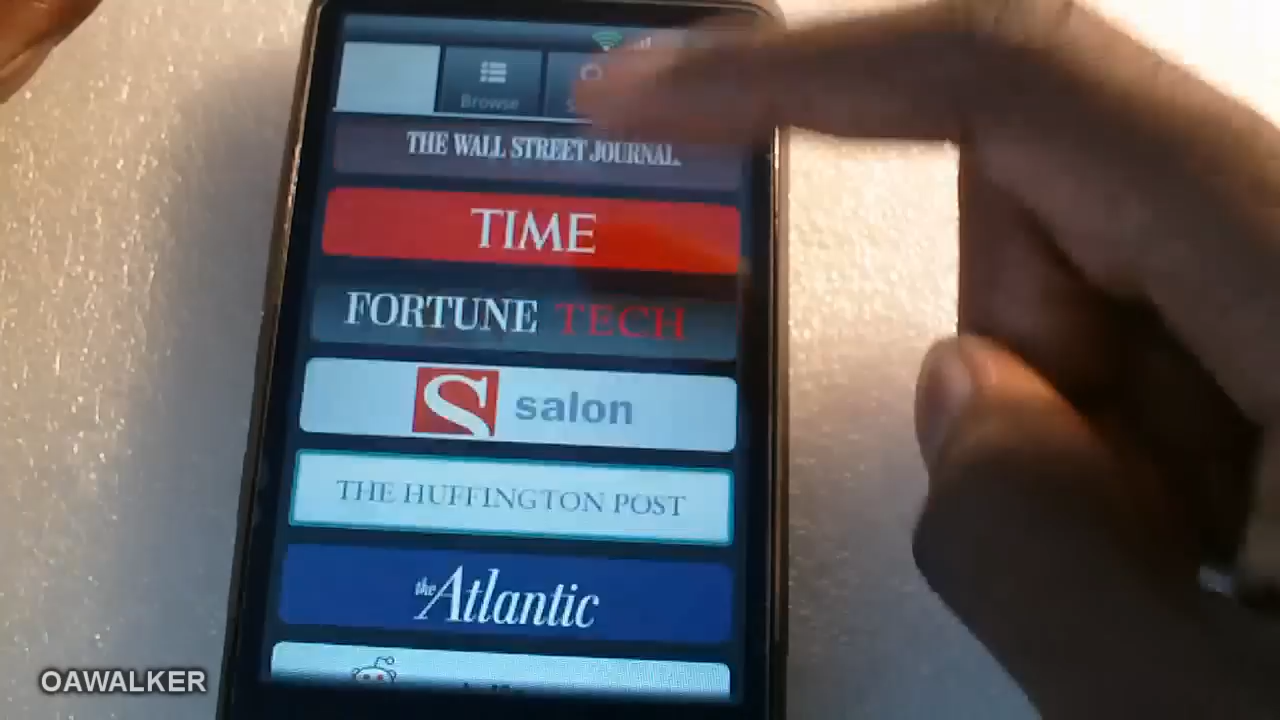 Browse
THE WALL STREET JOURNAL.
TIME
FORTUNE TECH
S salon
THE HUFFINGTON POST
the Atlantic
OAWALKER